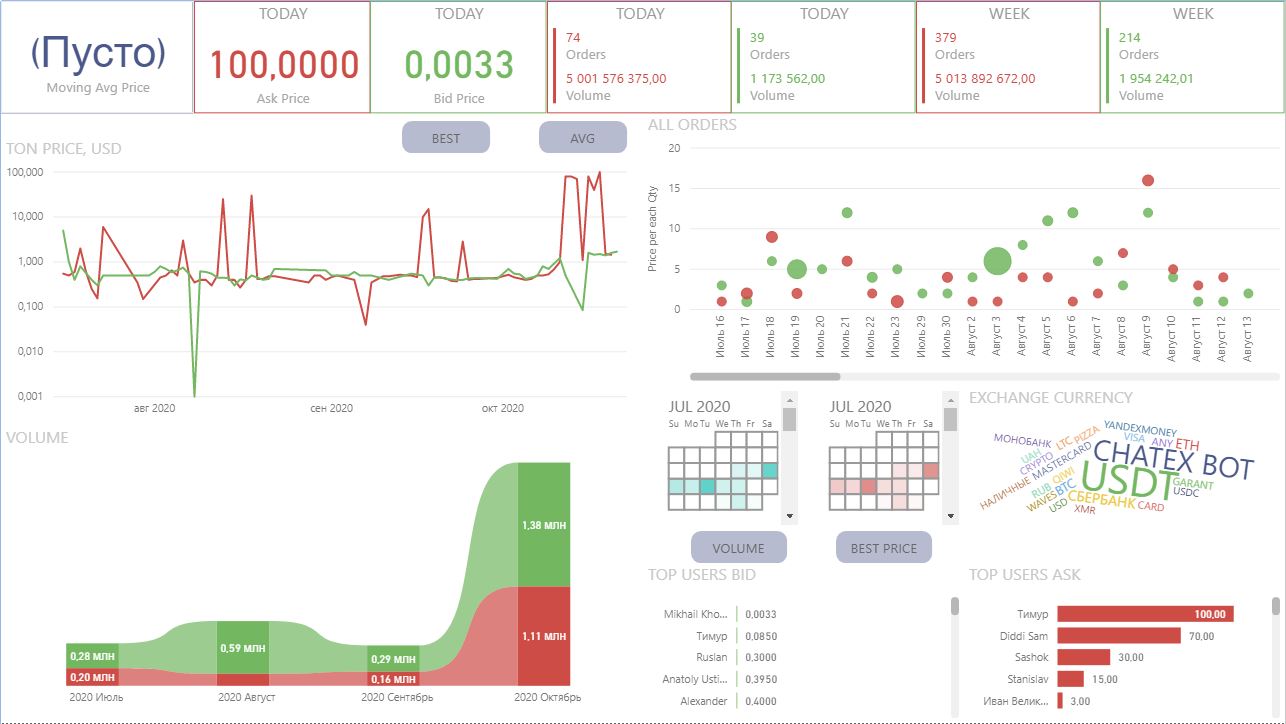 (Пусто)
Moving Avg Price
TODAY
100,0000
Ask Price
TODAY
0,0033
Bid Price
TODAY
74
Orders
5 001 576 375,00
Volume
TODAY
39
Orders
1 173 562,00
Volume
WEEK
379
Orders
5 013 892 672,00
Volume
WEEK
214
Orders
1 954 242,01
Volume
BEST
AVG
TON PRICE, USD
100,000
10,000
1,000
0,100
0,010
0,001
авг 2020
сен 2020
окт 2020
ALL ORDERS
Price per each Qty
20
15
10
5
0
Июль 16
Июль 17
Июль 18
Июль 19
Июль 20
Июль 21
Июль 22
Июль 23
Июль 29
Июль 30
Август 2
Август 3
Август 4
Август 5
Август 6
Август 7
Август8
Август 9
Август 10
Август 11
Август 12
Август 13
VOLUME
1,38 МЛН
1,11 МЛН
0,59 МЛН
0,28 МЛН
0,20 МЛН
0,29 МЛН
0,16 МЛН
2020 Июль
2020 Август
2020 Сентябрь
2020 Октябрь
JUL 2020
Su Mo Tu We Th Fr Sa
JUL 2020
Su Mo Tu We Th Fr Sa
VOLUME
BEST PRICE
EXCHANGE CURRENCY
YANDEXMONEY
VISA
ANY
ETH
LTC
PIZZA
МОНОБАНК
UAH
CRYPTO
MASTERCARD
CHATEX BOT
USDT
GARANT
USDC
НАЛИЧНЫЕ
RUB
QIWI
BTC
WAVES
USD
СБЕРБАНК
CARD
XMR
TOP USERS BID
Mikhail Kho... 0.0033
Тимур 0.0850
Ruslan 0.3000
Anatoly Usti... 0.3950
Alexander 0.4000
TOP USERS ASK
Тимур 100,00
Diddi Sam 70,00
Sashok 30,00
Stanislav 15,00
Иван Велик... 3,00